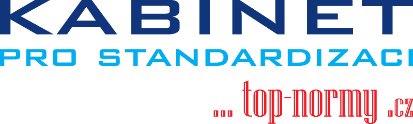 KABINET
PRO STANDARDIZACI
... top-normy .cz